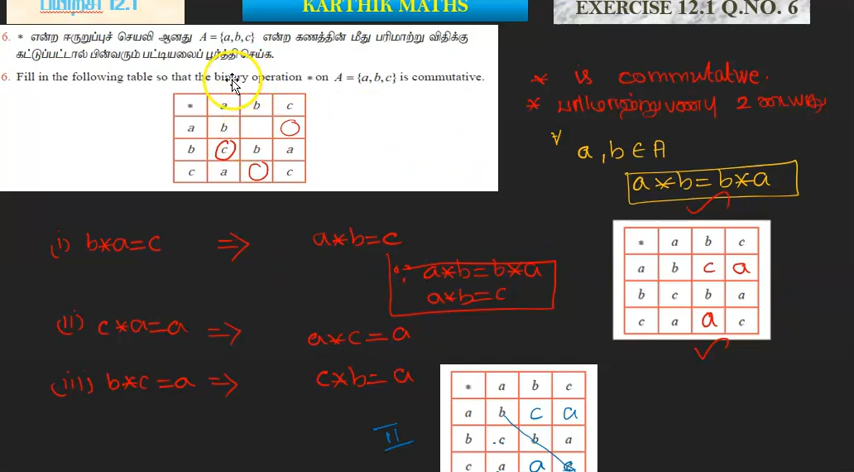 பயிற்சி 12.1
KARTHIK MATHS
EXERCISE 12.1 Q.NO. 6
6. * என்ற ஈருறுப்புச் செயலி ஆனது A = {a, b, c} என்ற கணத்தின் மீது பரிமாற்று விதிக்கு
கட்டுப்பட்டால் பின்வரும் பட்டியலைப் பூர்த்தி செய்க.
6. Fill in the following table so that the binary operation * on A = {a, b, c} is commutative.
* a b c
a b
b c b a
c a c
* is commutative.
*
∀ a, b ∈ A
a * b = b * a
* a b c
a b c a
b c b a
c a a c
(i) b*a = c ⇒ a*b = c
∵ a*b = b*a
a*b = c
(ii) c*a = a ⇒ a*c = a
(iii) b*c = a ⇒ c*b = a
II
* a b c
a b c a
b c b a
c a a c